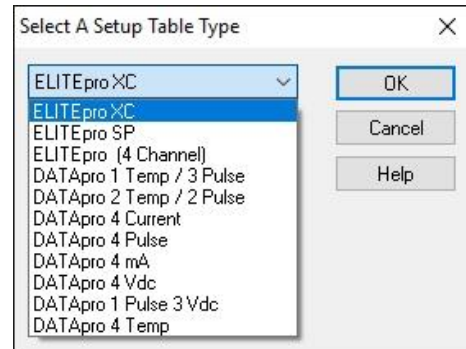 Select A Setup Table Type
ELITEpro XC
OK
ELITEpro XC
ELITEpro SP
Cancel
ELITEpro (4 Channel)
DATApro 1 Temp / 3 Pulse
Help
DATApro 2 Temp / 2 Pulse
DATApro 4 Current
DATApro 4 Pulse
DATApro 4 mA
DATApro 4 Vdc
DATApro 1 Pulse 3 Vdc
DATApro 4 Temp